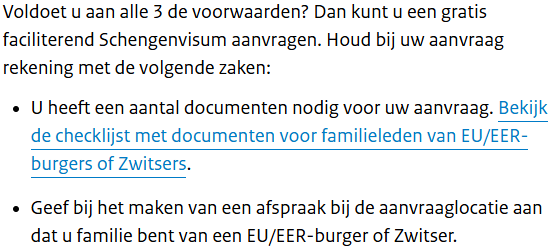 Voldoet u aan alle 3 de voorwaarden? Dan kunt u een gratis
faciliterend Schengenvisum aanvragen. Houd bij uw aanvraag
rekening met de volgende zaken:
• U heeft een aantal documenten nodig voor uw aanvraag. Bekijk
de checklijst met documenten voor familieleden van EU/EER-
burgers of Zwitsers.
• Geef bij het maken van een afspraak bij de aanvraaglocatie aan
dat u familie bent van een EU/EER-burger of Zwitser.